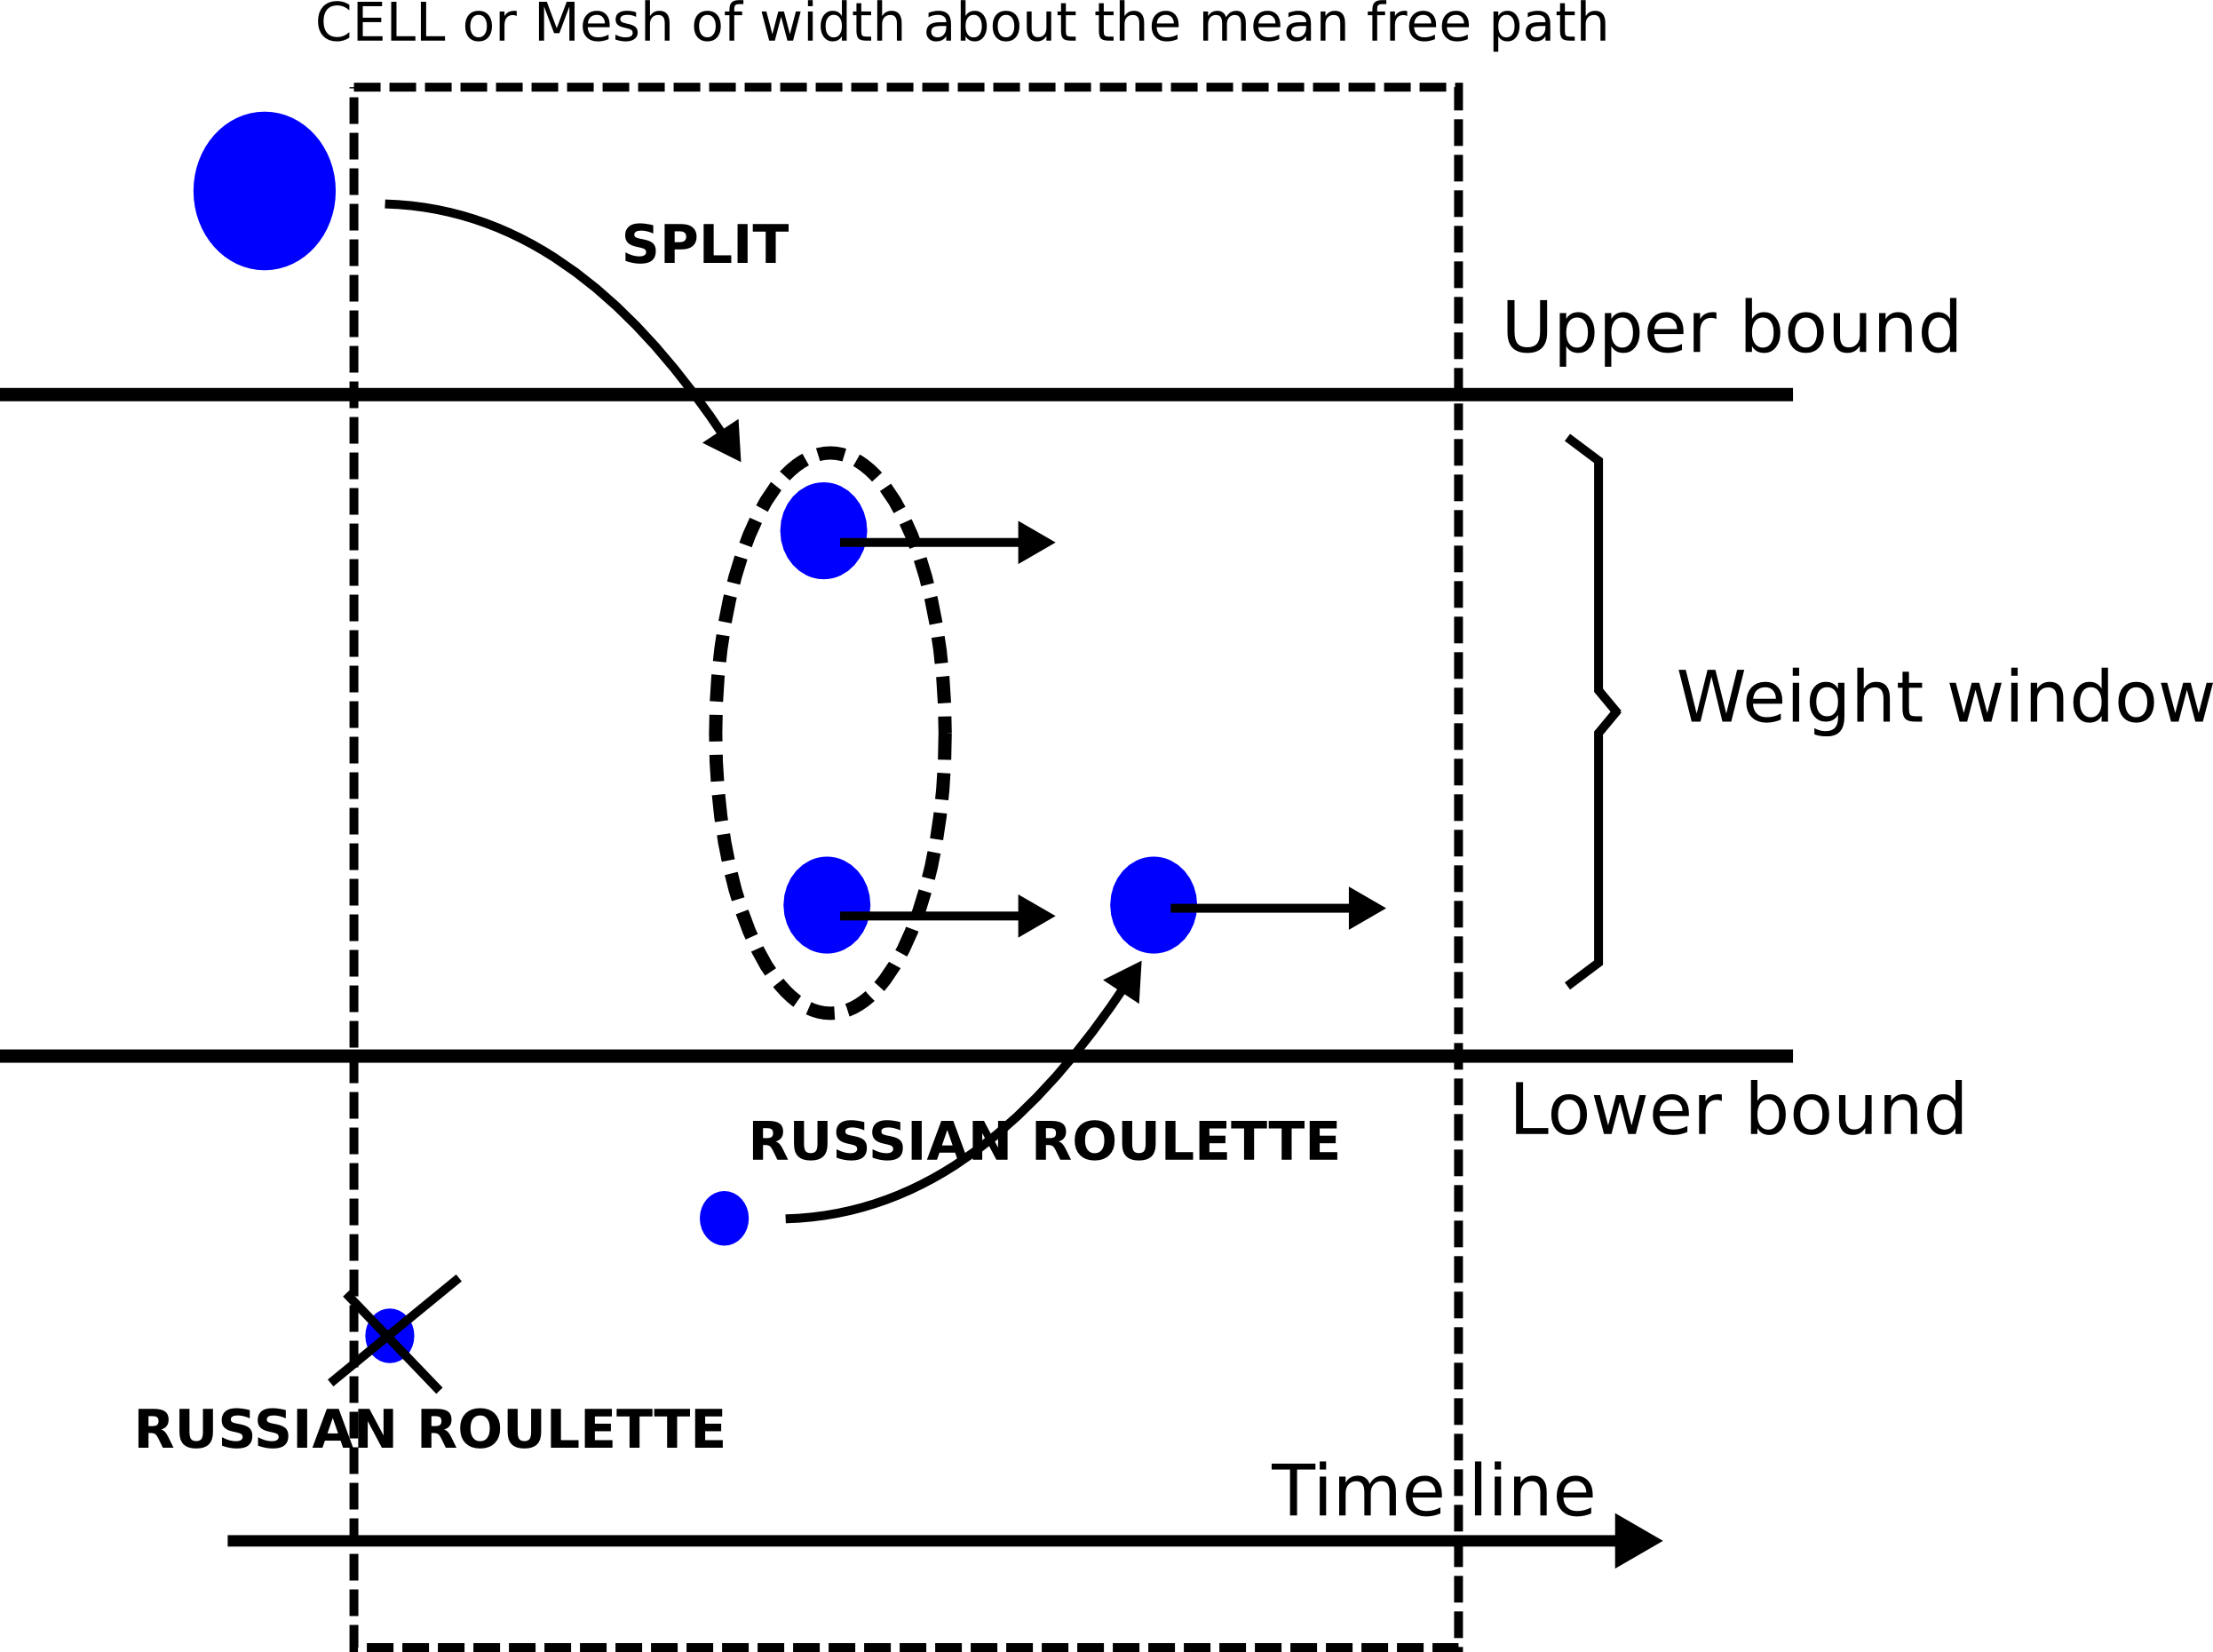 CELL or Mesh of width about the mean free path
SPLIT
Upper bound
Weight window
Lower bound
RUSSIAN ROULETTE
RUSSIAN ROULETTE
Time line